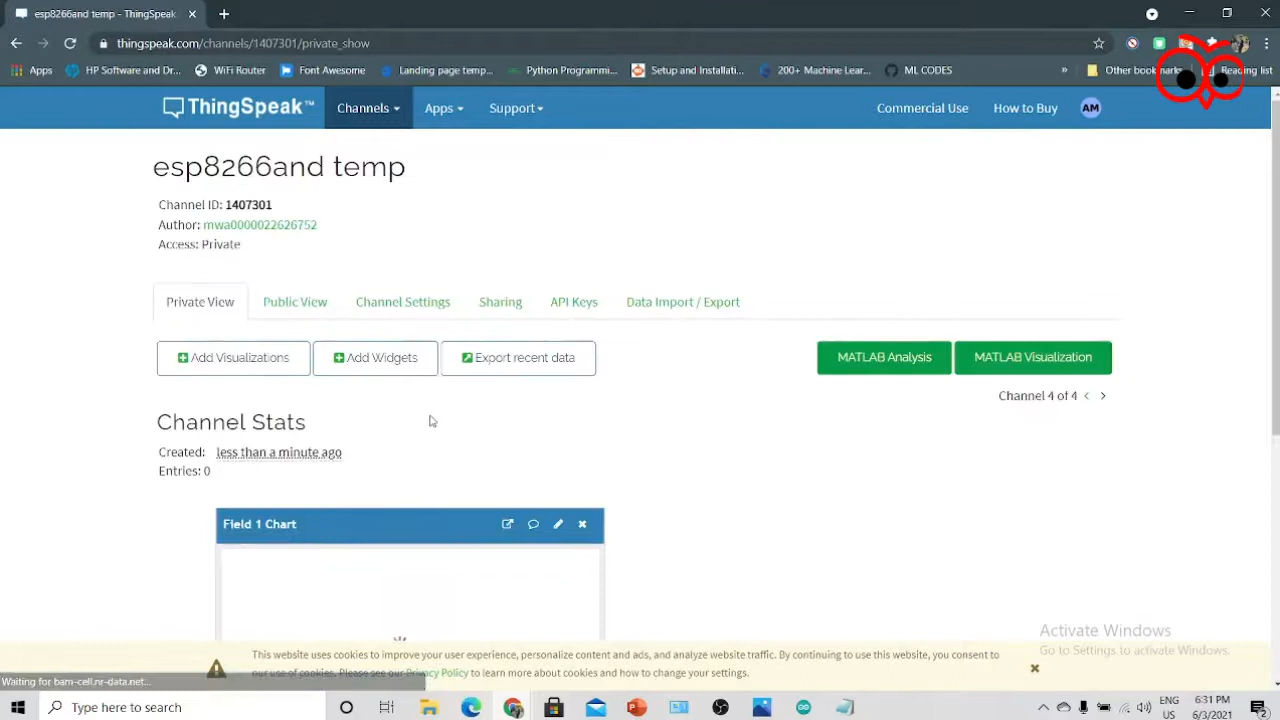 esp8266and temp
thingspeak.com/channels/1407301/private_show
Apps HP Software and Dr... WiFi Router Font Awesome Landing page temp... Python Programmi... Setup and Installati... 200+ Machine Lear... ML CODES » Other bookmarks Reading list
ThingSpeak™ Channels Apps Support Commercial Use How to Buy AM
esp8266and temp
Channel ID: 1407301
Author: mwa0000022626752
Access: Private
Private View Public View Channel Settings Sharing API Keys Data Import / Export
Add Visualizations Add Widgets Export recent data MATLAB Analysis MATLAB Visualization
Channel 4 of 4 < >
Channel Stats
Created: less than a minute ago
Entries: 0
Field 1 Chart
Activate Windows
Go to Settings to activate Windows.
This website uses cookies to improve your user experience, personalize content and ads, and analyze website traffic. By continuing to use this website, you consent to
our use of cookies. Please see our Privacy Policy to learn more about cookies and how to change your settings.
Waiting for bam-cell.nr-data.net...
Type here to search
ENG
US
6:31 PM
6/3/2021